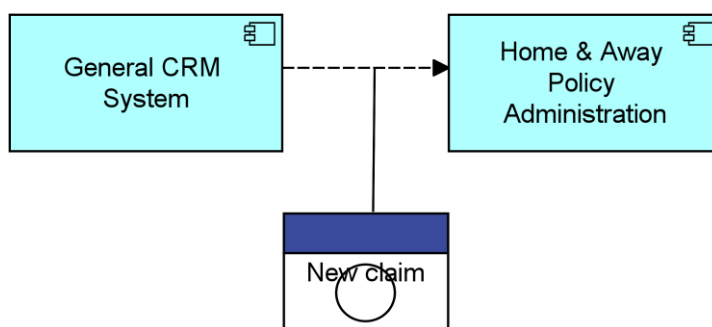 General CRM
System
Home & Away
Policy
Administration
New claim